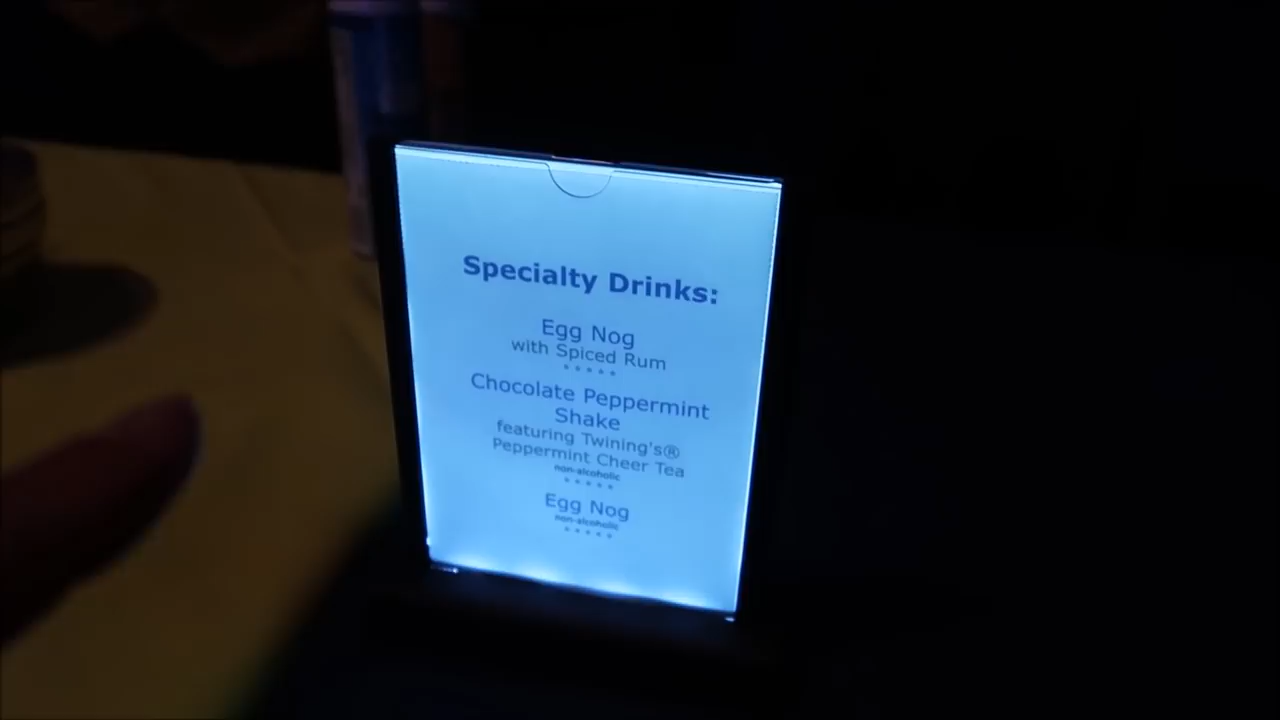 Specialty Drinks:
Egg Nog
with Spiced Rum
*****
Chocolate Peppermint
Shake
featuring Twining's®
Peppermint Cheer Tea
non-alcoholic
*****
Egg Nog
non-alcoholic
*****